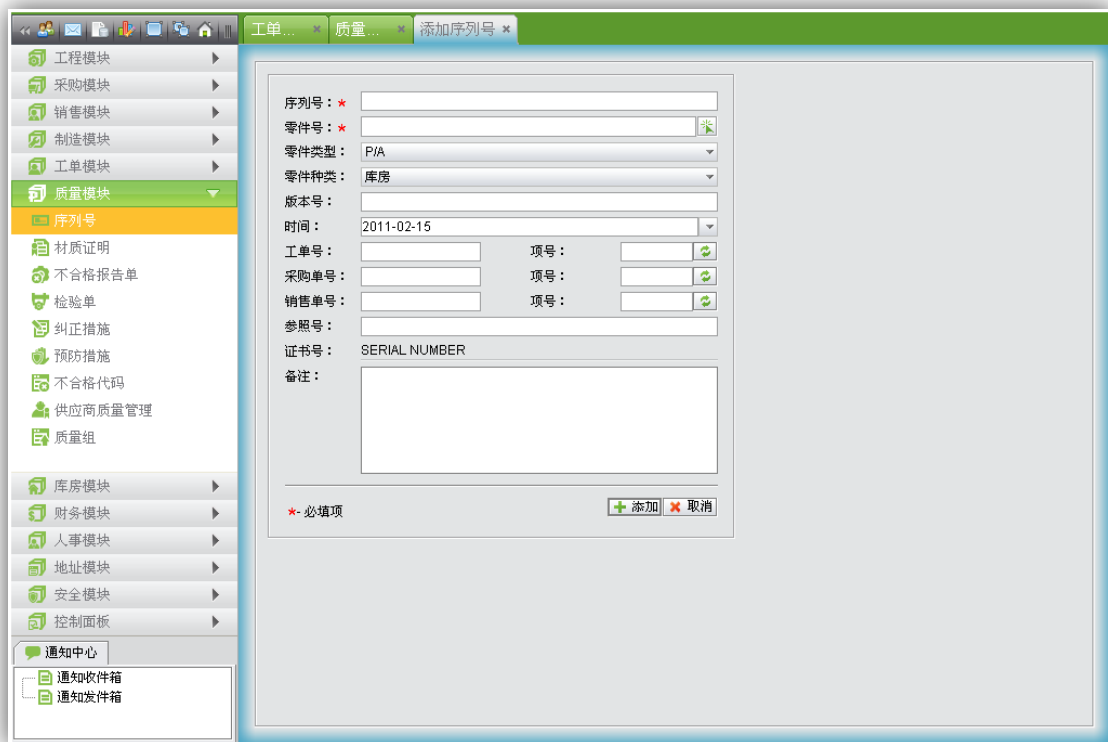 工单...
质量...
添加序列号
工程模块
采购模块
销售模块
制造模块
工单模块
质量模块
序列号
材质证明
不合格报告单
检验单
纠正措施
预防措施
不合格代码
供应商质量管理
质量组
库房模块
财务模块
人事模块
地址模块
安全模块
控制面板
通知中心
通知收件箱
通知发件箱
序列号：*
零件号：*
零件类型： P/A
零件种类： 库房
版本号：
时间： 2011-02-15
工单号： 项号：
采购单号： 项号：
销售单号： 项号：
参照号：
证书号： SERIAL NUMBER
备注：
*- 必填项 添加 取消